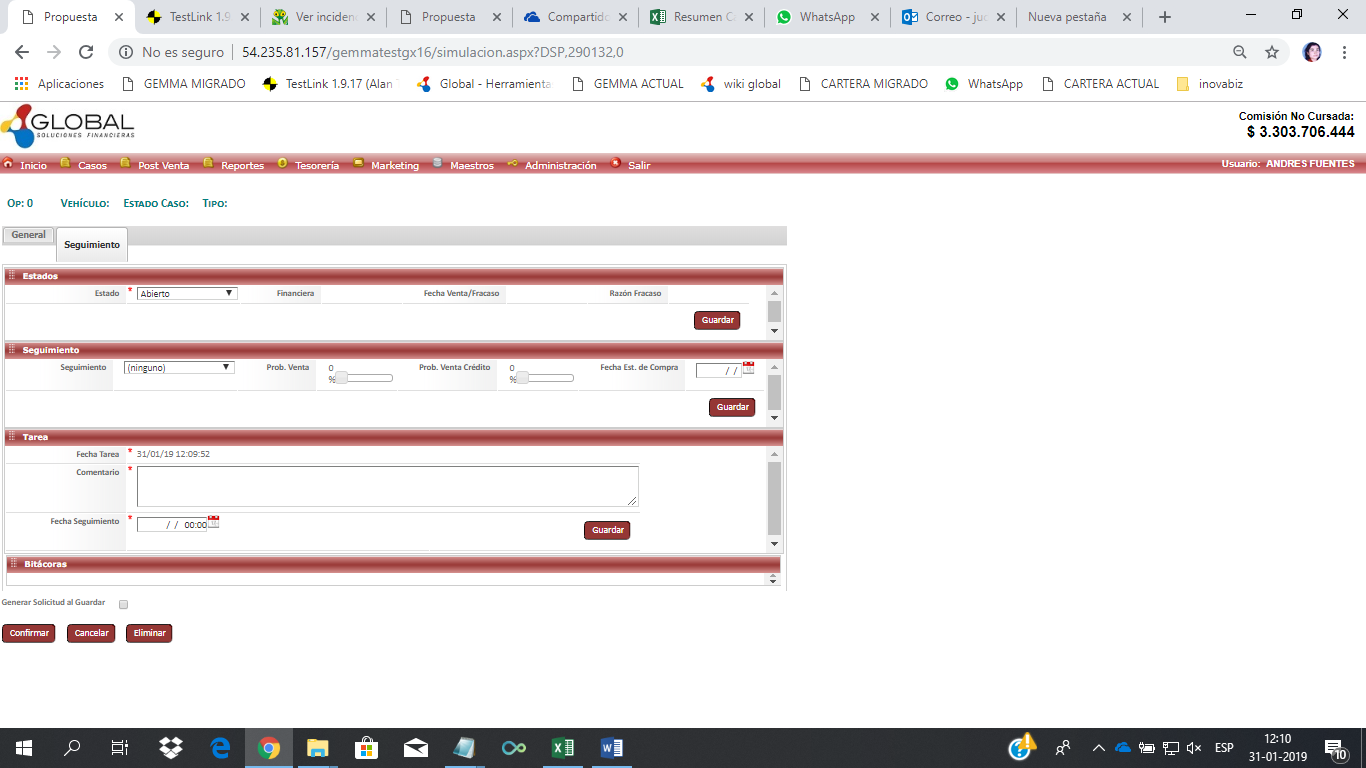 Propuesta
TestLink 1.9
Ver inciden
Propuesta
Compartido
Resumen C
WhatsApp
Correo - juc
Nueva pestaña
No es seguro | 54.235.81.157/gemmatestgx16/simulacion.aspx?DSP,290132,0
Aplicaciones
GEMMA MIGRADO
TestLink 1.9.17 (Alan
Global - Herramienta
GEMMA ACTUAL
wiki global
CARTERA MIGRADO
WhatsApp
CARTERA ACTUAL
inovabiz
GLOBAL
SOLUCIONES FINANCIERAS
Comisión No Cursada:
$ 3.303.706.444
Inicio Casos Post Venta Reportes Tesorería Marketing Maestros Administración Salir
Usuario: ANDRES FUENTES
Op: 0 Vehículo: Estado Caso: Tipo:
General Seguimiento
Estados
Estado * Abierto Financiera Fecha Venta/Fracaso Razón Fracaso
Guardar
Seguimiento
Seguimiento (ninguno) Prob. Venta 0 % Prob. Venta Crédito 0 % Fecha Est. de Compra / /
Guardar
Tarea
Fecha Tarea * 31/01/19 12:09:52
Comentario *
Fecha Seguimiento * / / 00:00
Guardar
Bitácoras
Generar Solicitud al Guardar
Confirmar Cancelar Eliminar
ESP
12:10
31-01-2019
10